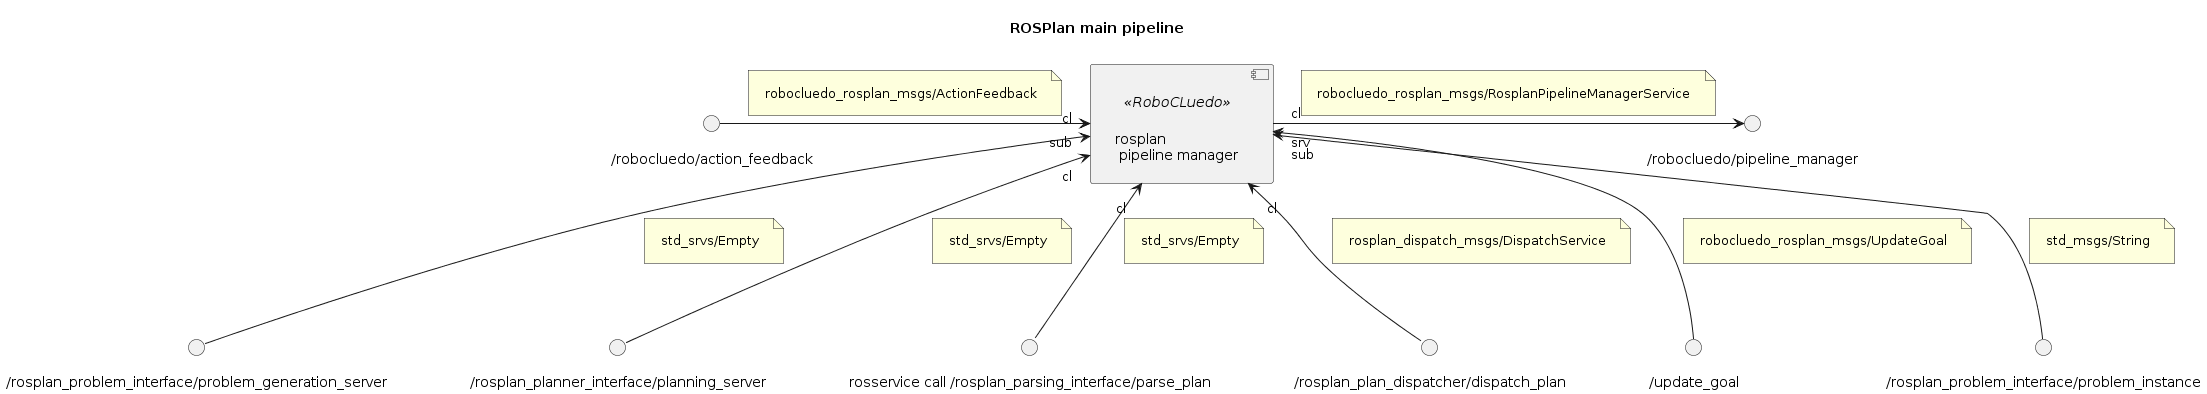 ROSPlan main pipeline
robocluedo_rosplan_msgs/ActionFeedback
«RoboCLuedo»
rosplan
pipeline manager
robocluedo_rosplan_msgs/RosplanPipelineManagerService
cl
cl
sub
srv
sub
cl
/robocluedo/action_feedback
/robocluedo/pipeline_manager
cl
cl
std_srvs/Empty
std_srvs/Empty
std_srvs/Empty
rosplan_dispatch_msgs/DispatchService
robocluedo_rosplan_msgs/UpdateGoal
std_msgs/String
/rosplan_problem_interface/problem_generation_server
/rosplan_planner_interface/planning_server
rosservice call /rosplan_parsing_interface/parse_plan
/rosplan_plan_dispatcher/dispatch_plan
/update_goal
/rosplan_problem_interface/problem_instance